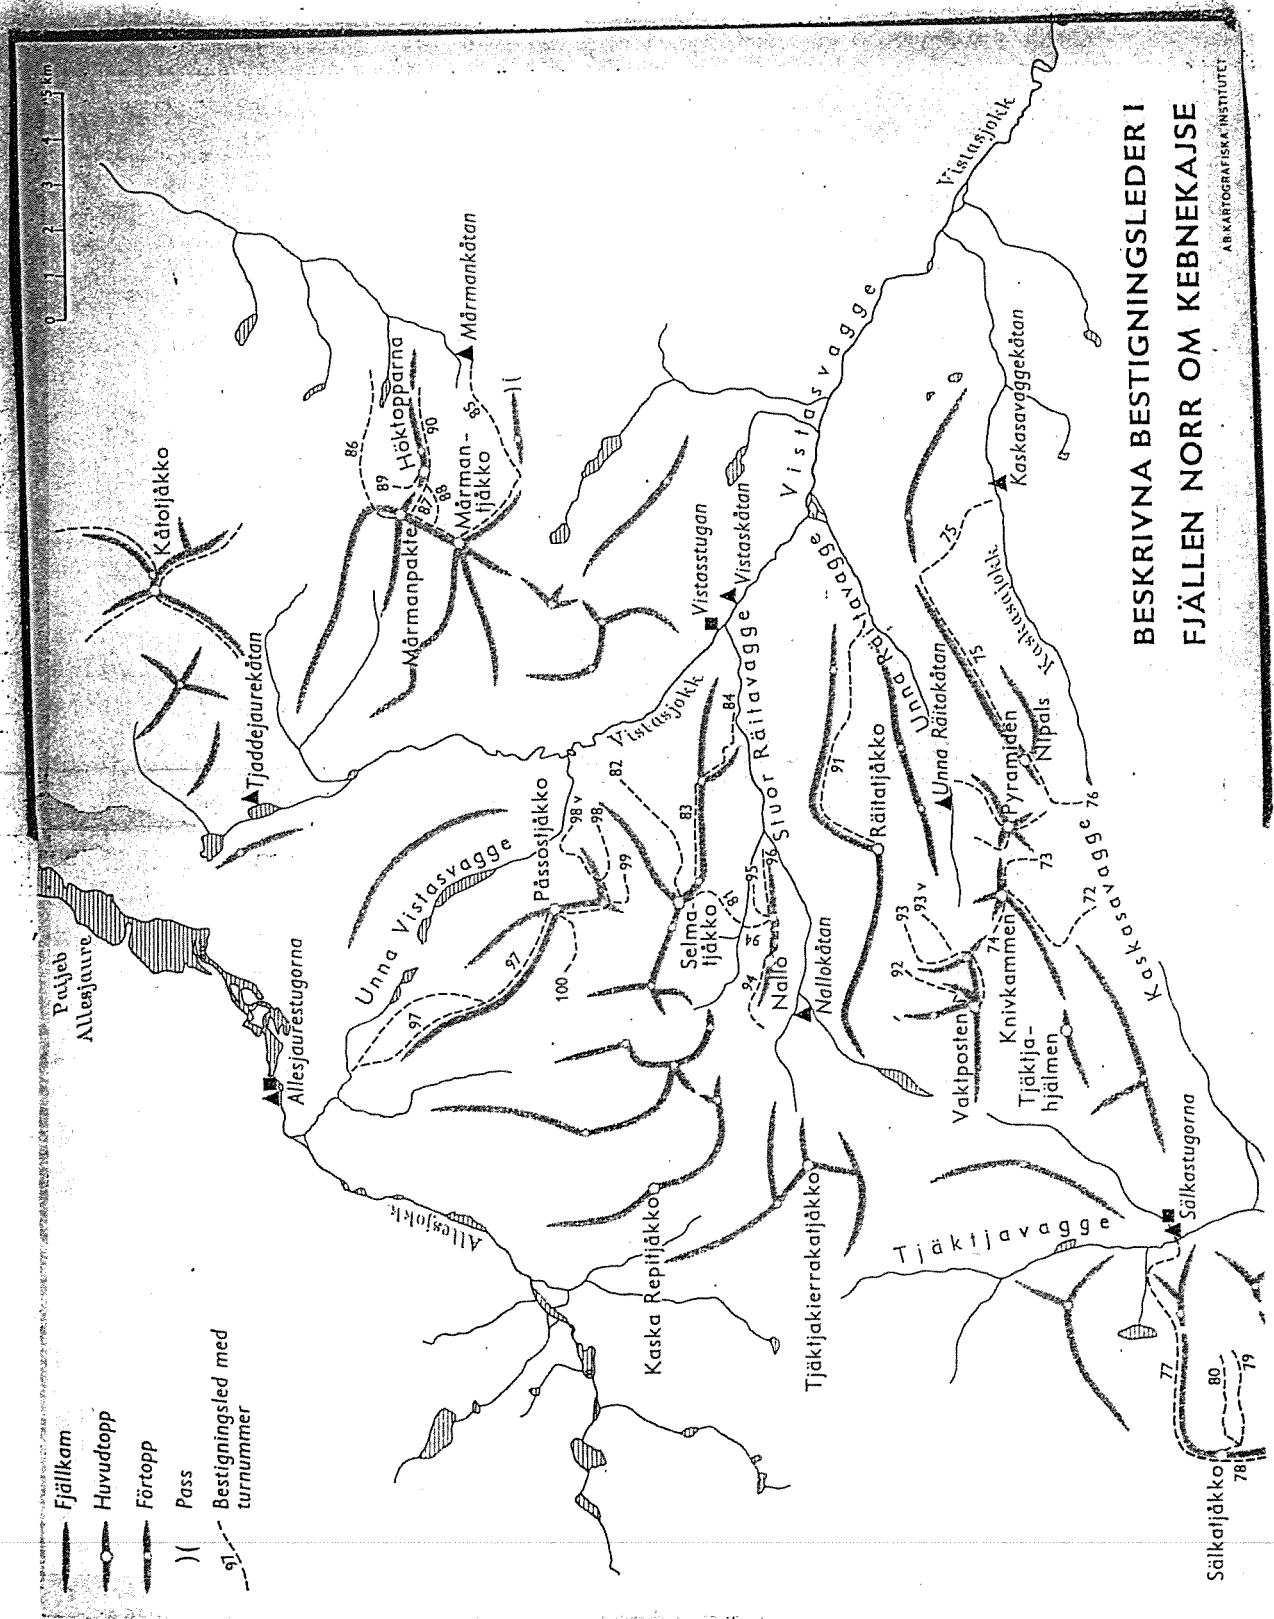 Fjällkam
Huvudtopp
Förtopp
Pass
Bestigningsled med
turnummer
97
0 1 2 3 4 5 km
Paijeb
Allesjaure
Allesjaurestugorna
Tjaddejaurekåtan
Kåtotjåkko
Allesjokk
Unna Vistasvagge
97
97
100
Påssostjåkko
98 v
98
99
82
Vistasjokk
Mårmanpakte
86
89
Höktopparna
87
88
90
Mårman-
tjåkko
85
Mårmankåtan
Kaska Repitjåkko
Selma-
tjåkko
81
83
84
Stuor Räitavagge
Vistasstugan
Vistaskåtan
Vistasvagge
Vistasjokk
Tjäktjakierrakatjåkko
94
94
95
96
Nallo
Nallokåtan
91
Räitatjåkko
Unna Räitavagge
Unna Räitakåtan
Tjäktjavagge
Vaktposten
92
93
93 v
Knivkammen
74
73
72
Tjäktja-
hjälmen
Pyramiden
Nipals
75
75
76
Kaskasavagge
Kaskasajokk
Kaskasavaggekåtan
Sälkastugorna
Sälkatjåkko
77
78
79
80
BESKRIVNA BESTIGNINGSLEDER I
FJÄLLEN NORR OM KEBNEKAJSE
AB KARTOGRAFISKA INSTITUTET